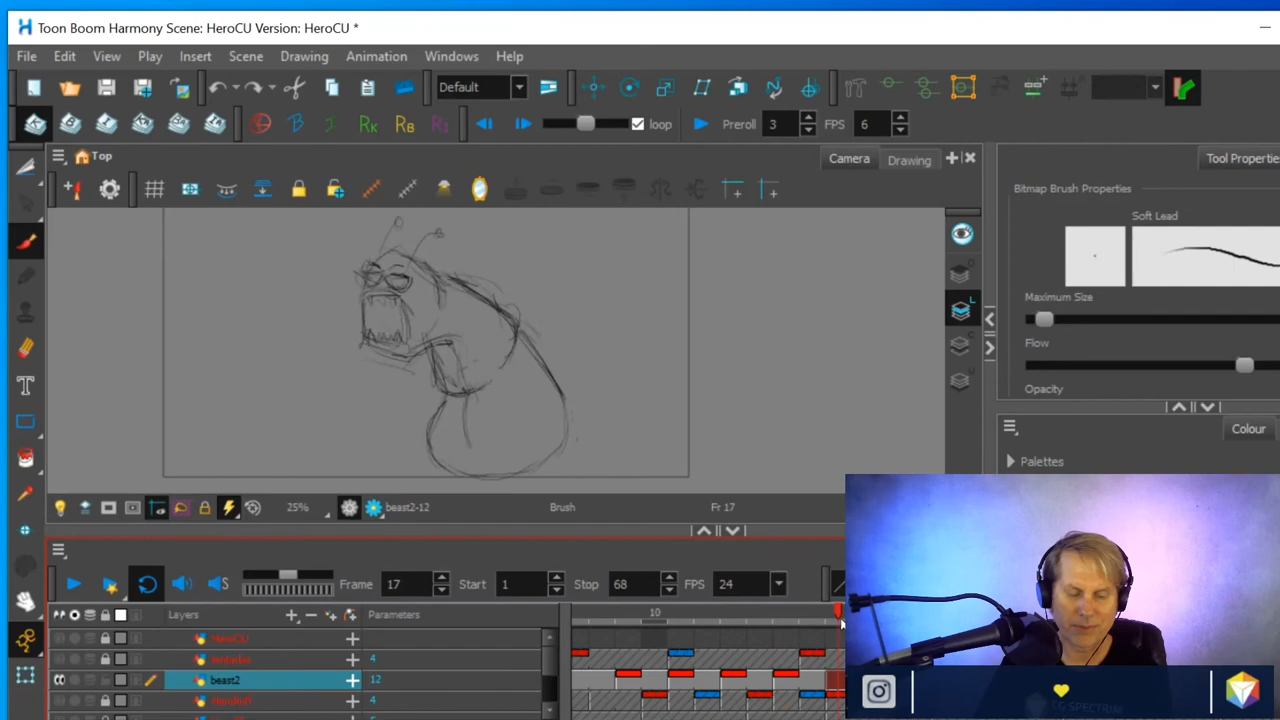 Toon Boom Harmony Scene: HeroCU Version: HeroCU *
File Edit View Play Insert Scene Drawing Animation Windows Help
Default
RK RB loop Preroll 3 FPS 6
Top Camera Drawing Tool Properties
Bitmap Brush Properties
Soft Lead
Maximum Size
Flow
Opacity
Colour
Palettes
25% beast2-12 Brush Fr 17
Frame 17 Start 1 Stop 68 FPS 24
Layers Parameters 10
HeroCU
4
beast2 12
4